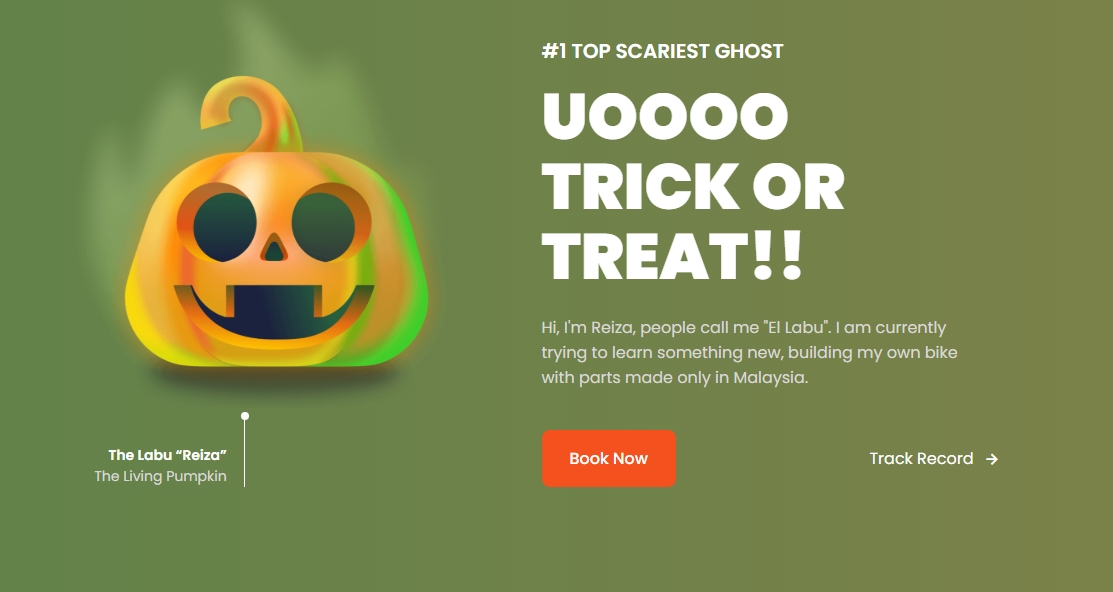 #1 TOP SCARIEST GHOST
UOOOO
TRICK OR
TREAT!!
Hi, I'm Reiza, people call me "El Labu". I am currently
trying to learn something new, building my own bike
with parts made only in Malaysia.
Book Now
Track Record →
The Labu “Reiza”
The Living Pumpkin